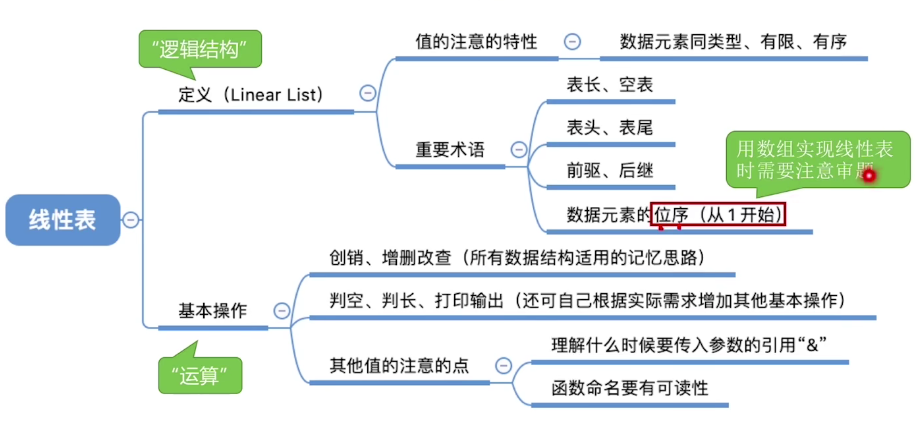 “逻辑结构”
值的注意的特性
数据元素同类型、有限、有序
定义（Linear List）
表长、空表
表头、表尾
重要术语
用数组实现线性表
时需要注意审题
前驱、后继
数据元素的位序（从1开始）
线性表
创销、增删改查（所有数据结构适用的记忆思路）
基本操作
判空、判长、打印输出（还可自己根据实际需求增加其他基本操作）
“运算”
其他值的注意的点
理解什么时候要传入参数的引用“&”
函数命名要有可读性